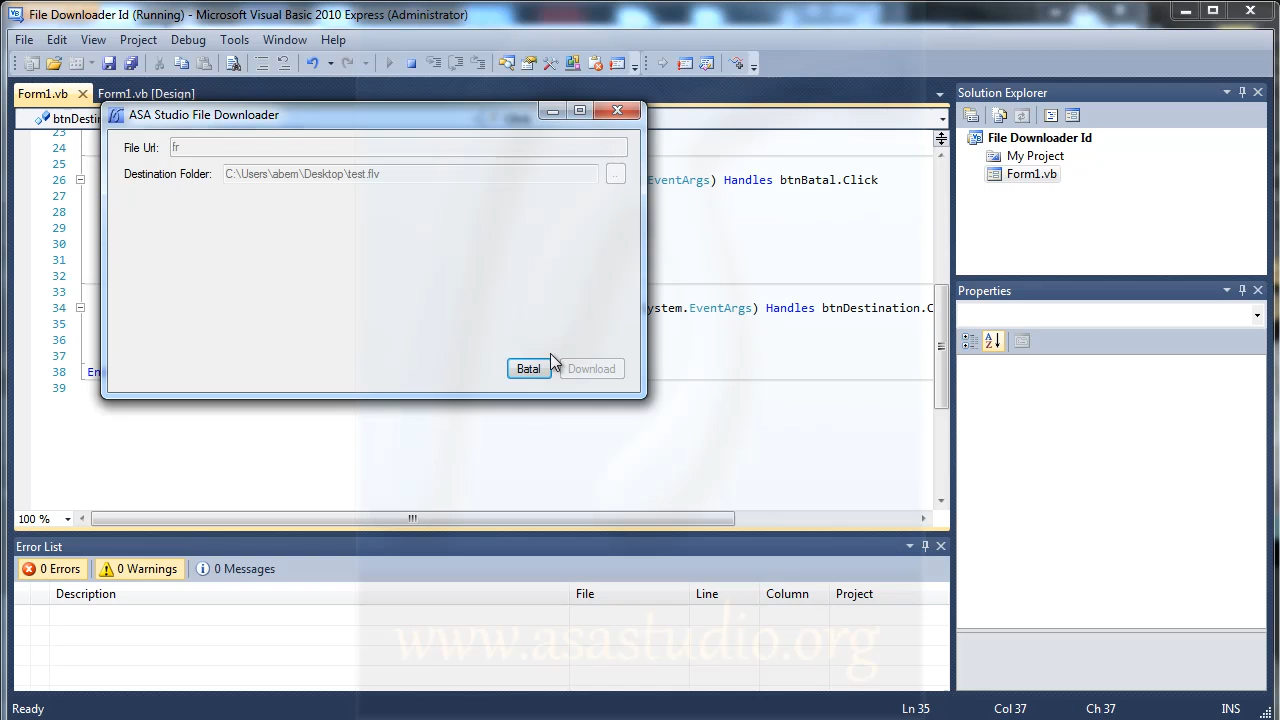 File Downloader Id (Running) - Microsoft Visual Basic 2010 Express (Administrator)
File Edit View Project Debug Tools Window Help
Form1.vb Form1.vb [Design]
btnDestin
ASA Studio File Downloader
File Url: fr
Destination Folder: C:\Users\abem\Desktop\test.flv ..
Batal Download
23
24
25
26 EventArgs) Handles btnBatal.Click
27
28
29
30
31
32
33
34 ystem.EventArgs) Handles btnDestination.C
35
36
37
38 En
39
100 %
Solution Explorer
File Downloader Id
My Project
Form1.vb
Properties
Error List
0 Errors 0 Warnings 0 Messages
Description File Line Column Project
www.asastudio.org
Ready Ln 35 Col 37 Ch 37 INS